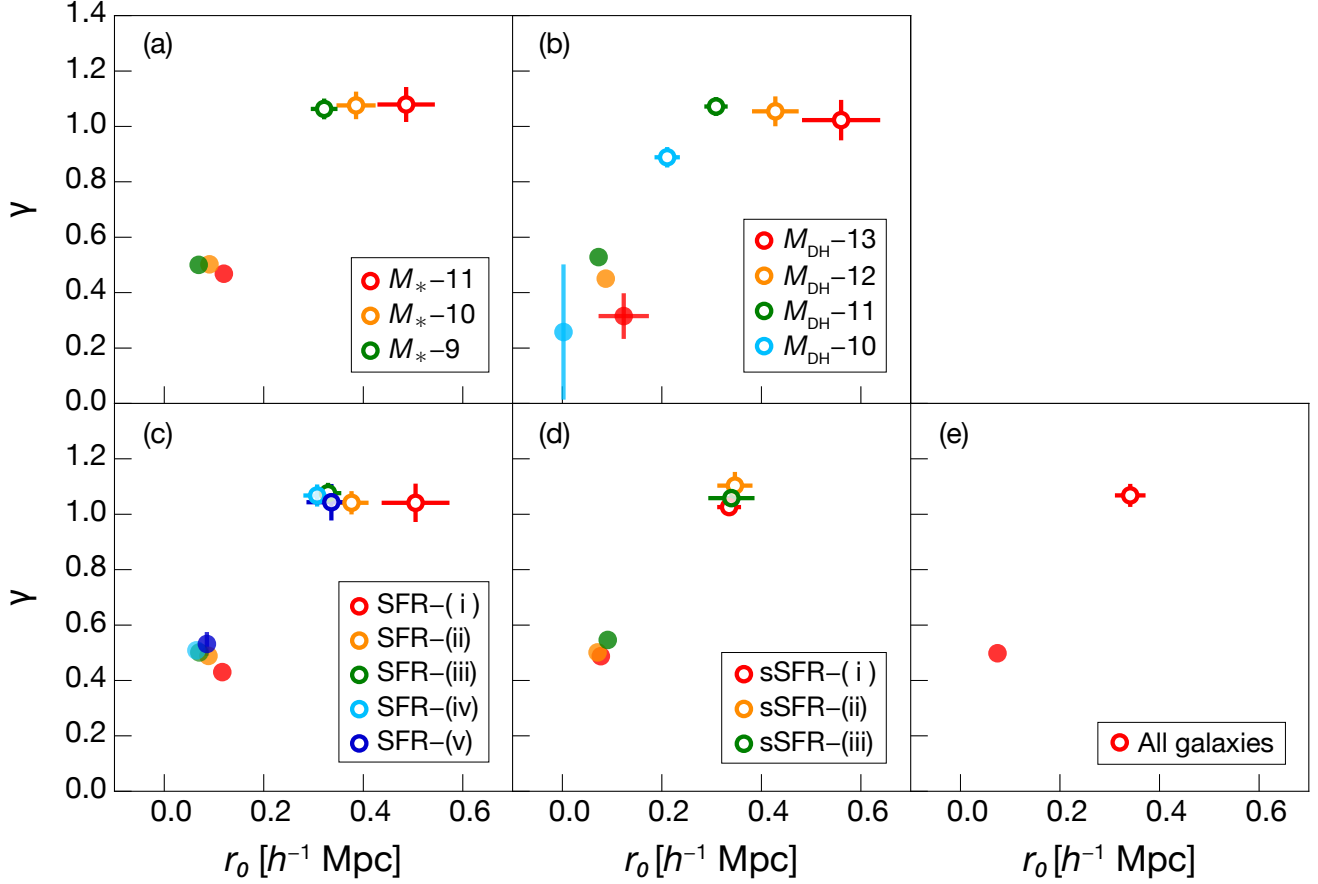 (a)
1.4
1.2
1.0
0.8
0.6
0.4
0.2
0.0
γ
M*−11
M*−10
M*−9
(b)
M_DH−13
M_DH−12
M_DH−11
M_DH−10
(c)
1.2
1.0
0.8
0.6
0.4
0.2
0.0
γ
SFR−( i )
SFR−(ii)
SFR−(iii)
SFR−(iv)
SFR−(v)
0.0 0.2 0.4 0.6
r₀ [h⁻¹ Mpc]
(d)
sSFR−( i )
sSFR−(ii)
sSFR−(iii)
0.0 0.2 0.4 0.6
r₀ [h⁻¹ Mpc]
(e)
All galaxies
0.0 0.2 0.4 0.6
r₀ [h⁻¹ Mpc]